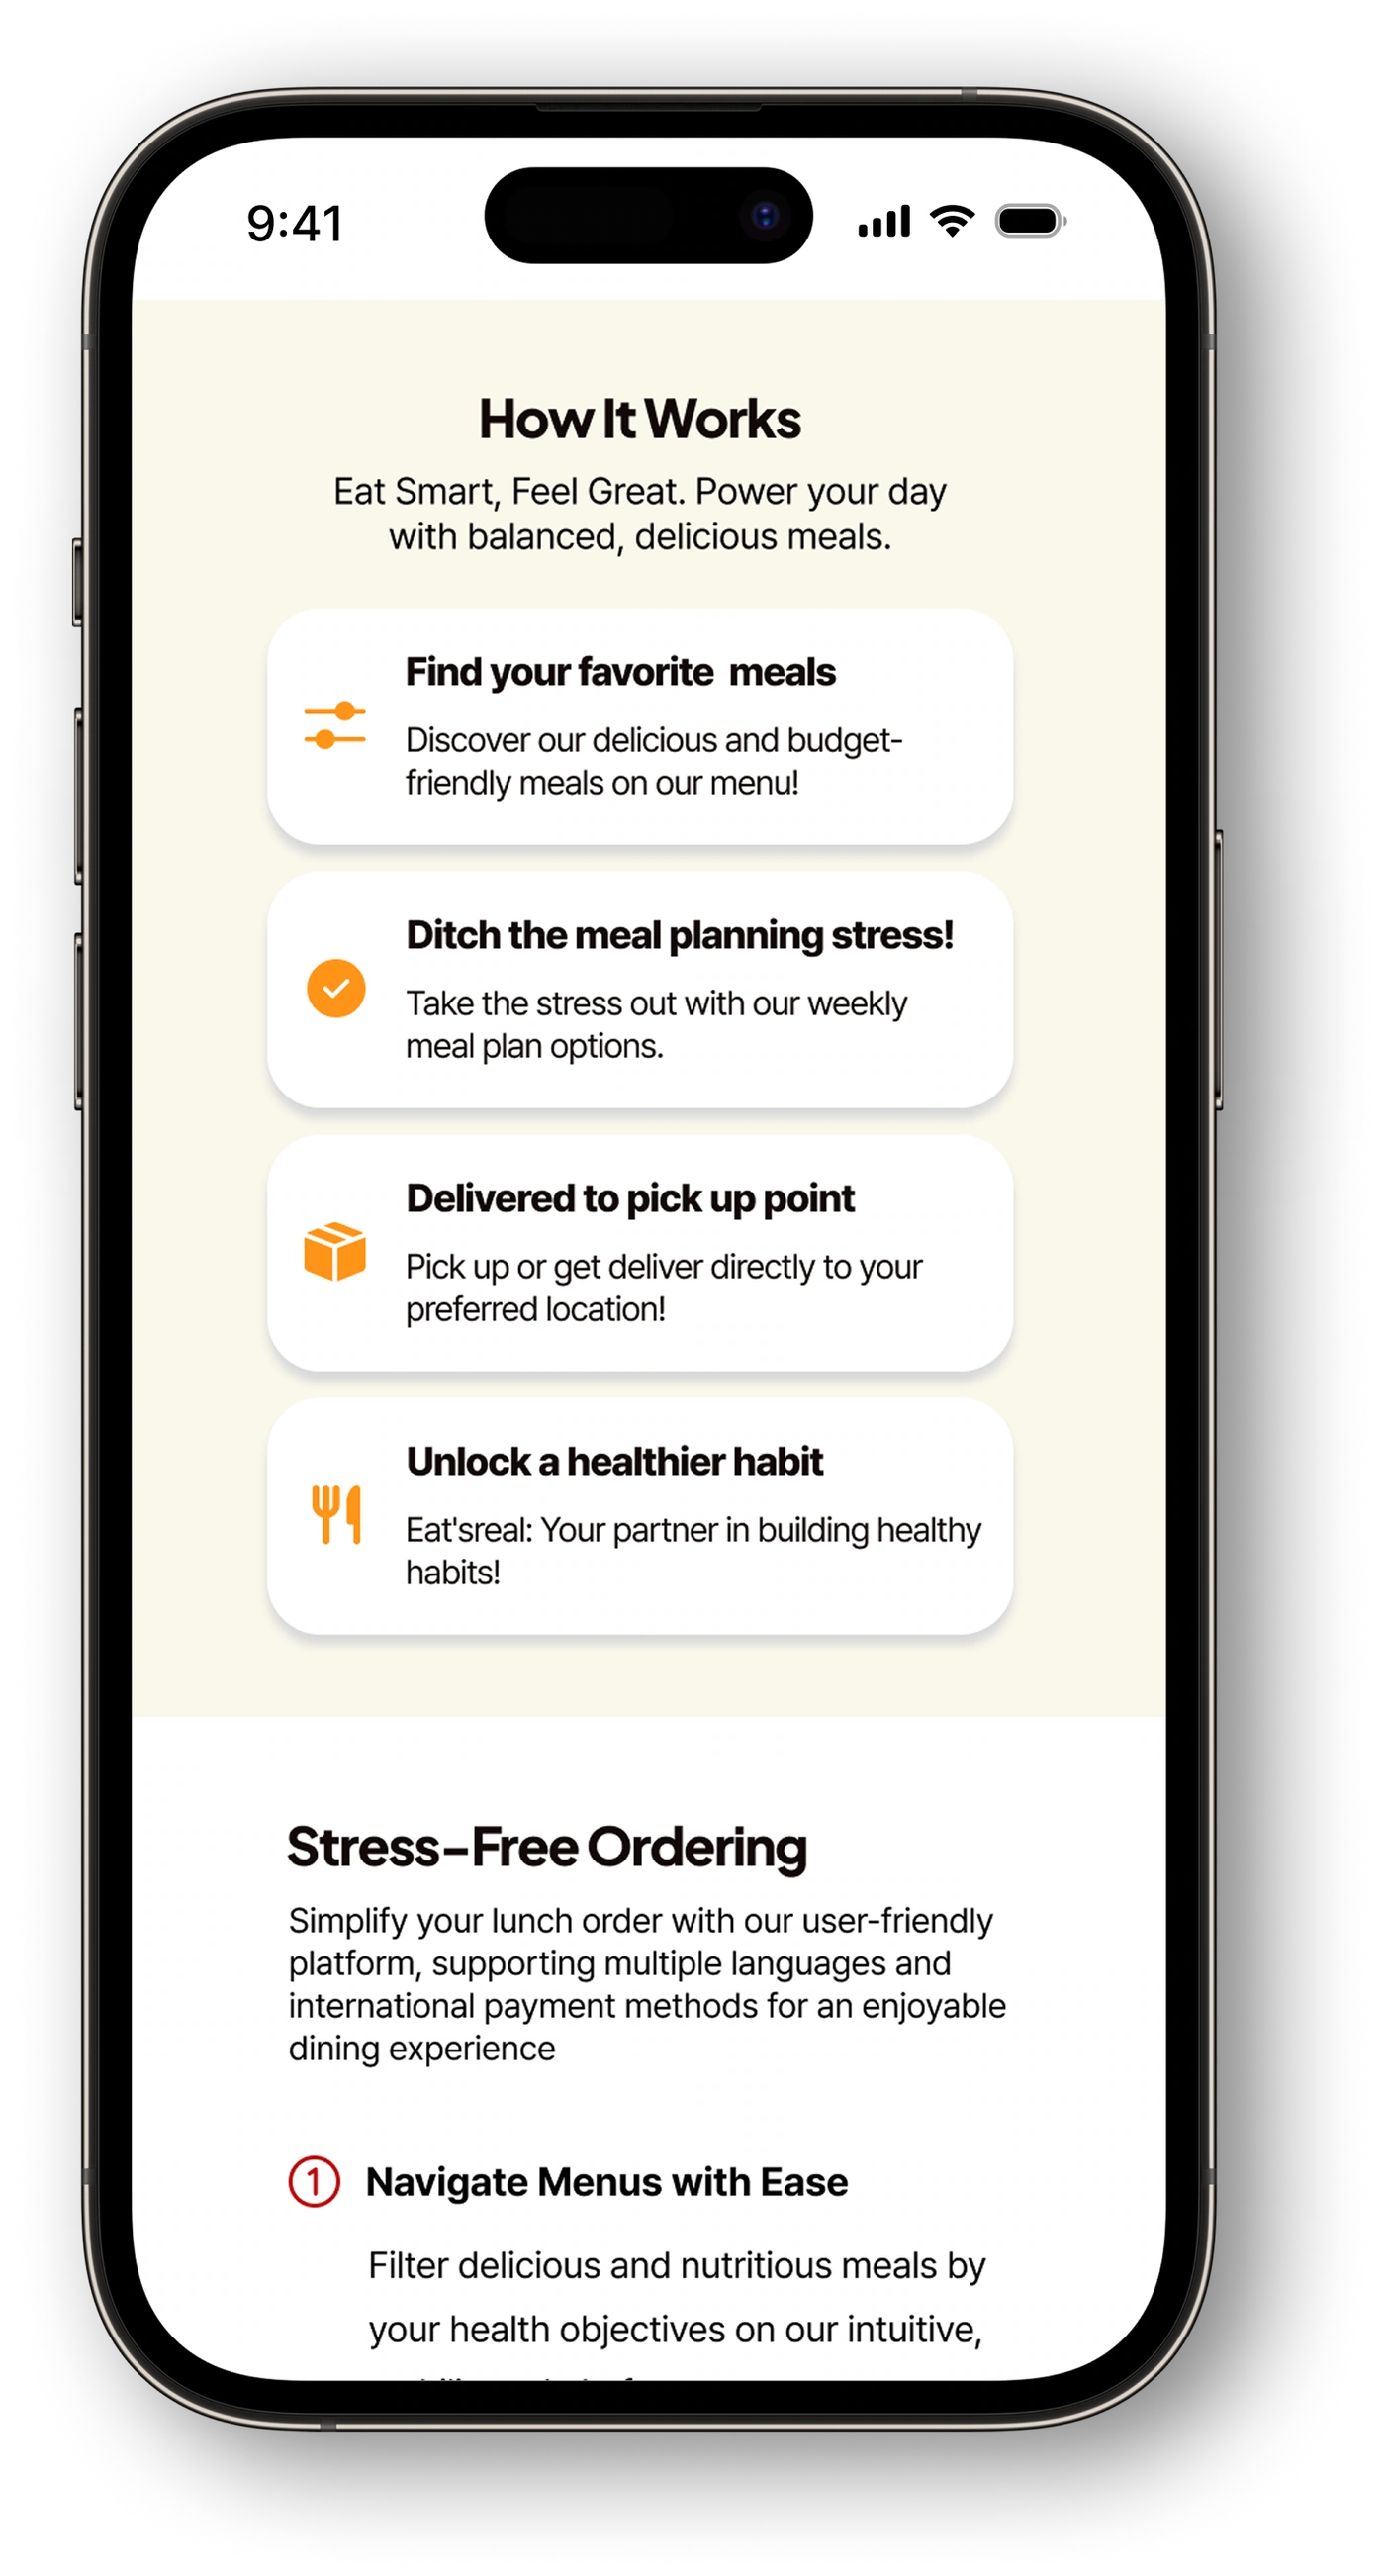 9:41
How It Works
Eat Smart, Feel Great. Power your day
with balanced, delicious meals.
Find your favorite  meals
Discover our delicious and budget-
friendly meals on our menu!
Ditch the meal planning stress!
Take the stress out with our weekly
meal plan options.
Delivered to pick up point
Pick up or get deliver directly to your
preferred location!
Unlock a healthier habit
Eat'sreal: Your partner in building healthy
habits!
Stress-Free Ordering
Simplify your lunch order with our user-friendly
platform, supporting multiple languages and
international payment methods for an enjoyable
dining experience
1 Navigate Menus with Ease
Filter delicious and nutritious meals by
your health objectives on our intuitive,